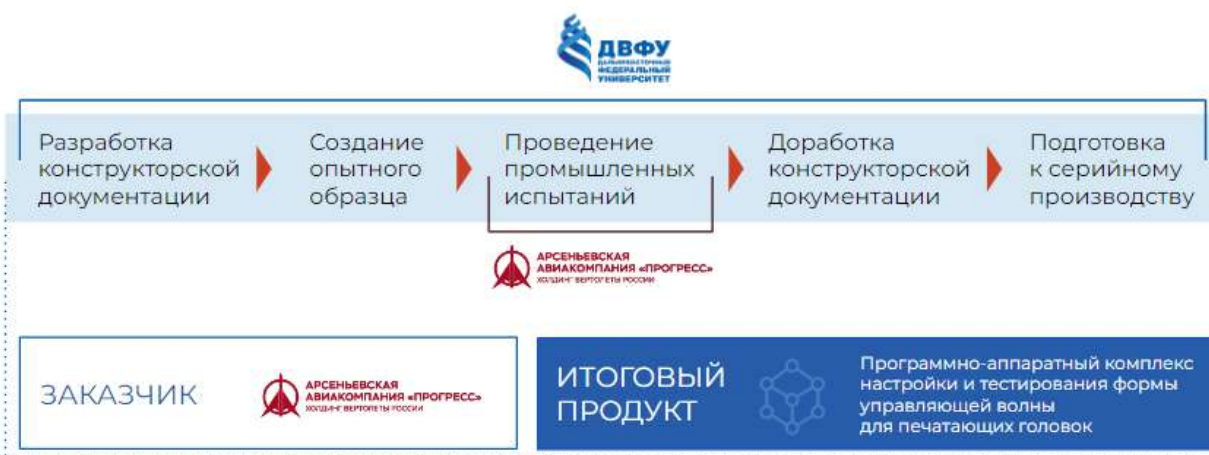 ДВФУ
ДАЛЬНЕВОСТОЧНЫЙ
ФЕДЕРАЛЬНЫЙ
УНИВЕРСИТЕТ
Разработка
конструкторской
документации
Создание
опытного
образца
Проведение
промышленных
испытаний
Доработка
конструкторской
документации
Подготовка
к серийному
производству
АРСЕНЬЕВСКАЯ
АВИАКОМПАНИЯ «ПРОГРЕСС»
ХОЛДИНГ ВЕРТОЛЕТЫ РОССИИ
ЗАКАЗЧИК
АРСЕНЬЕВСКАЯ
АВИАКОМПАНИЯ «ПРОГРЕСС»
ХОЛДИНГ ВЕРТОЛЕТЫ РОССИИ
ИТОГОВЫЙ
ПРОДУКТ
Программно-аппаратный комплекс
настройки и тестирования формы
управляющей волны
для печатающих головок